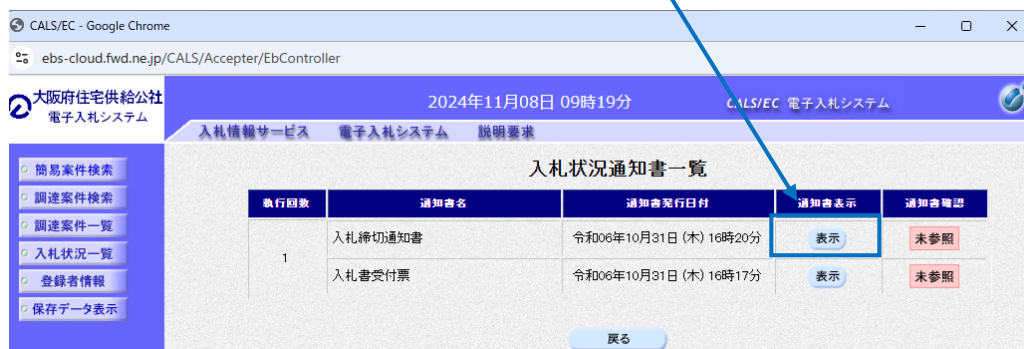 CALS/EC - Google Chrome
ebs-cloud.fwd.ne.jp/CALS/Accepter/EbController
大阪府住宅供給公社
電子入札システム
2024年11月08日 09時19分
CALS/EC 電子入札システム
入札情報サービス 電子入札システム 説明要求
簡易案件検索
調達案件検索
調達案件一覧
入札状況一覧
登録者情報
保存データ表示
入札状況通知書一覧
執行回数 通知書名 通知書発行日付 通知書表示 通知書確認
1
入札締切通知書 令和06年10月31日 (木) 16時20分 表示 未参照
入札書受付票 令和06年10月31日 (木) 16時17分 表示 未参照
戻る